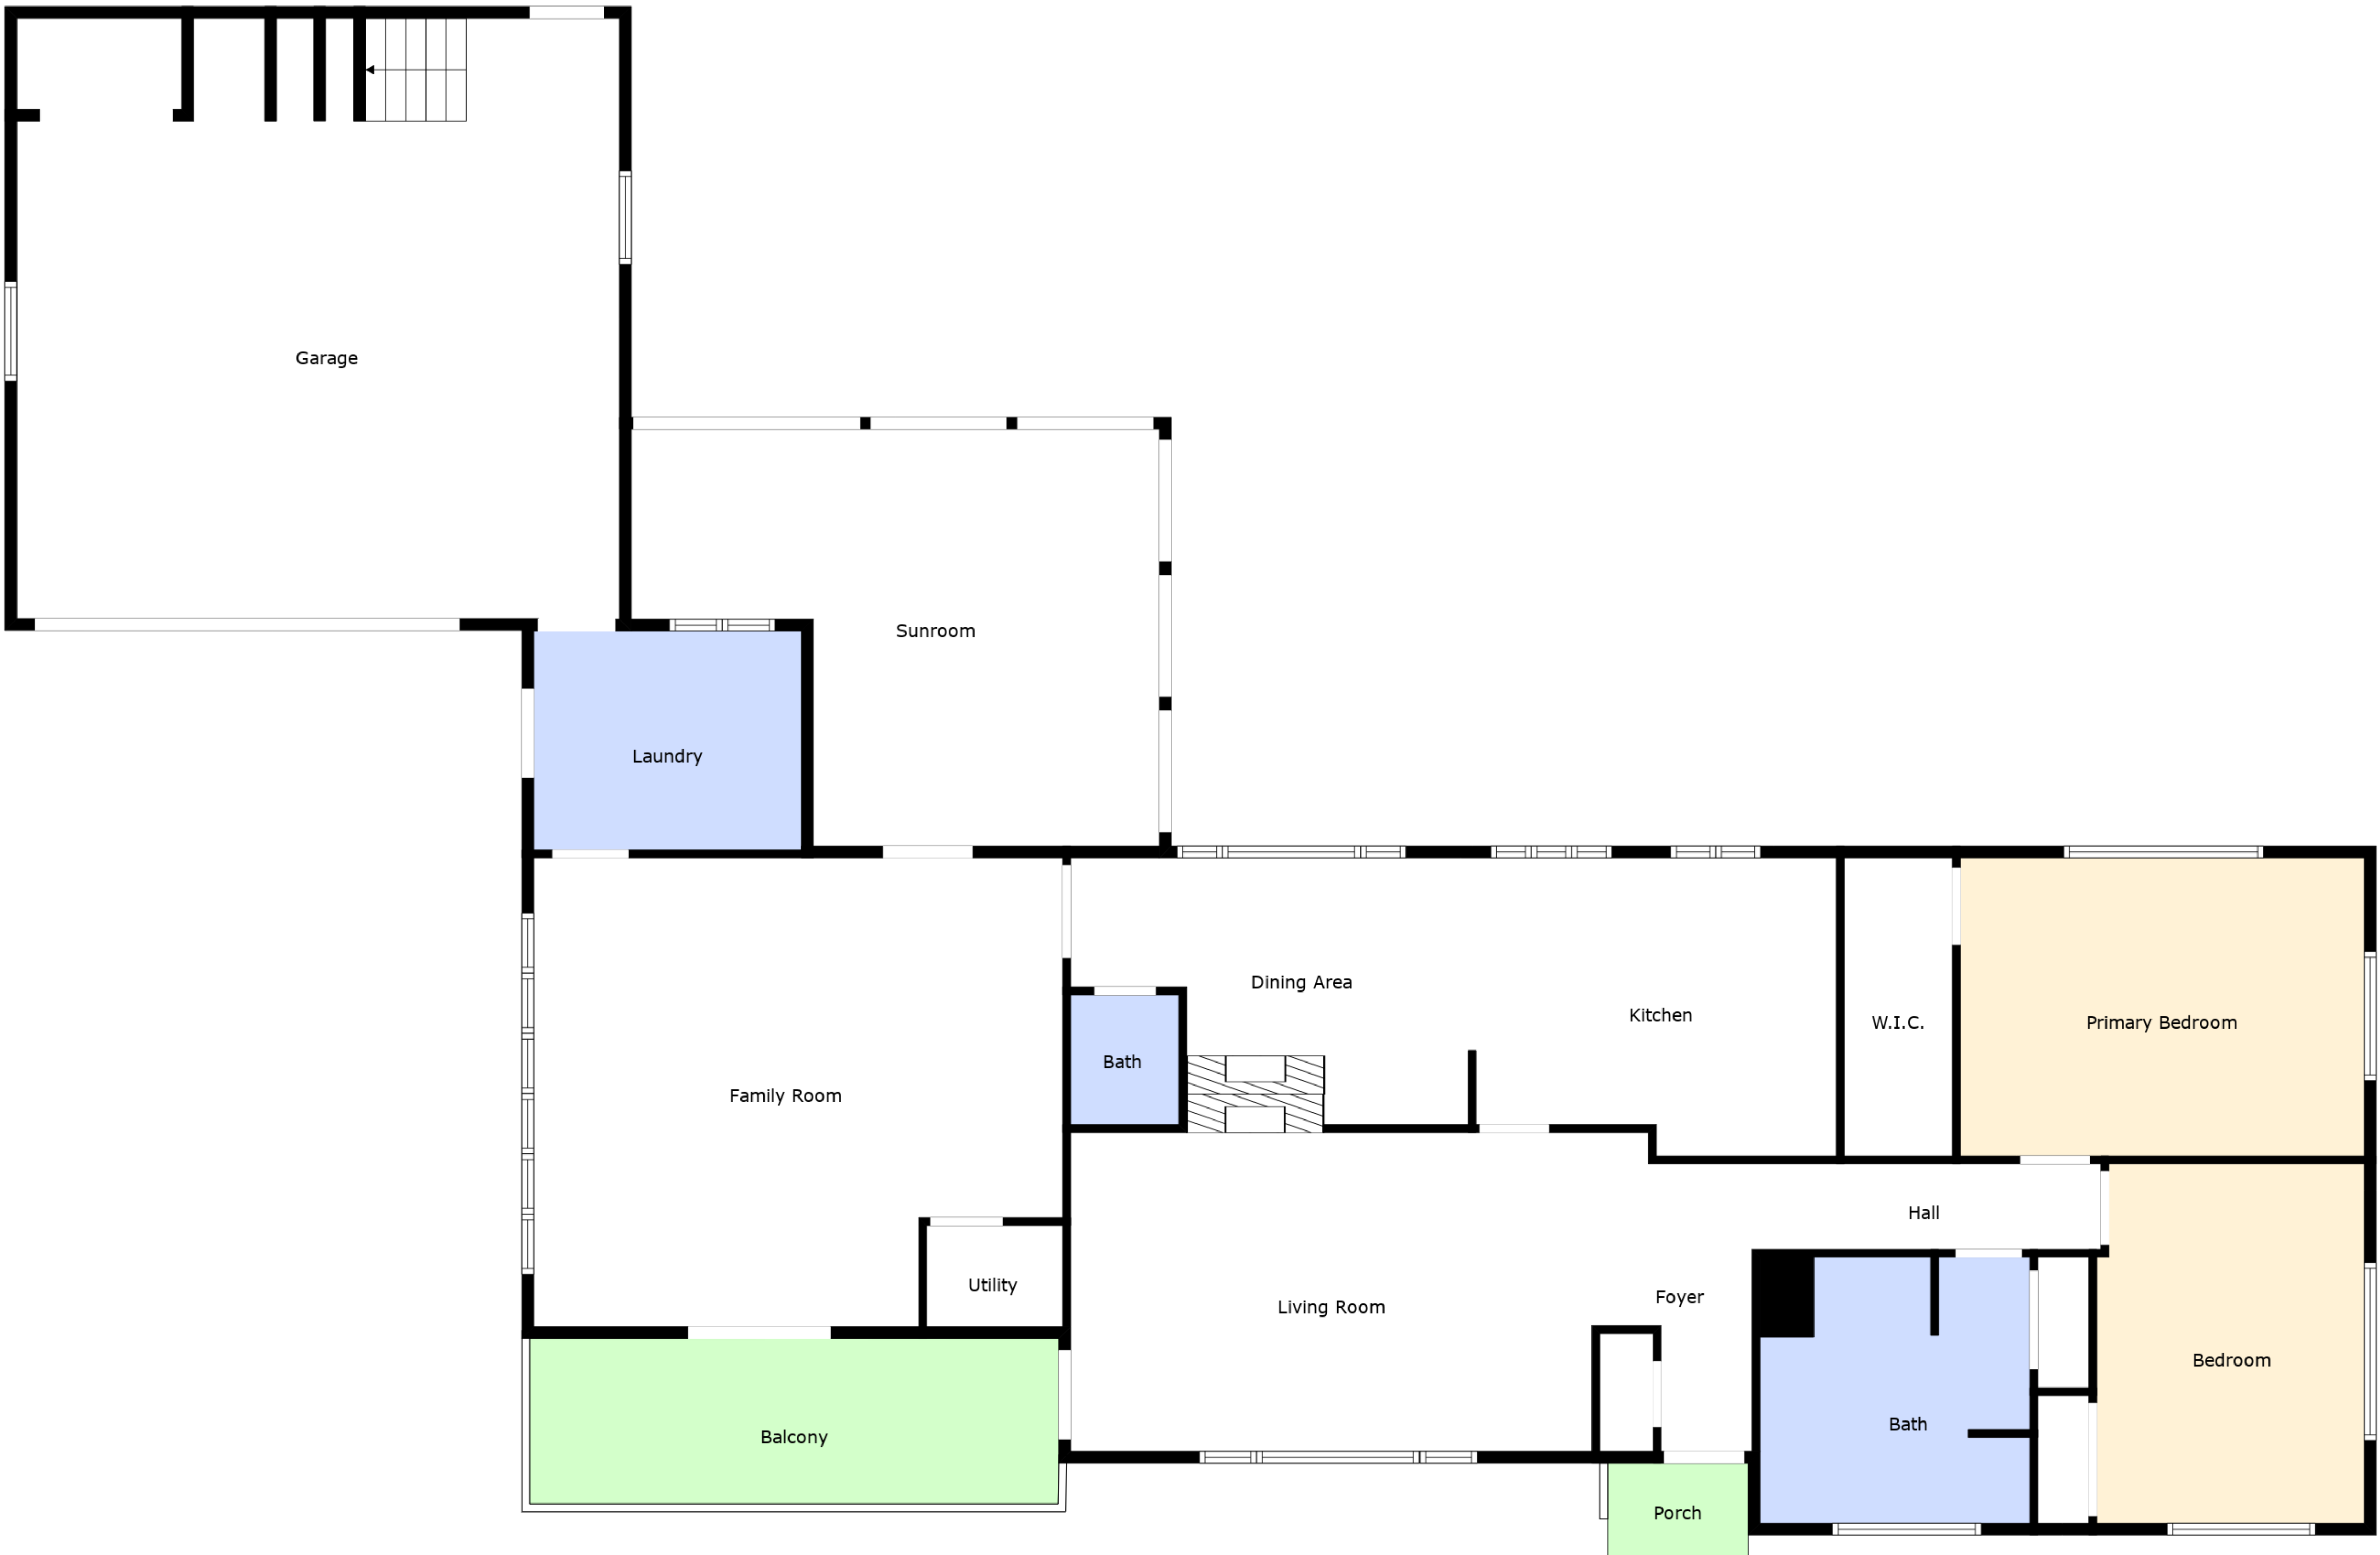 Garage
Sunroom
Laundry
Dining Area
Kitchen
W.I.C.
Primary Bedroom
Bath
Family Room
Hall
Utility
Living Room
Foyer
Bedroom
Bath
Balcony
Porch